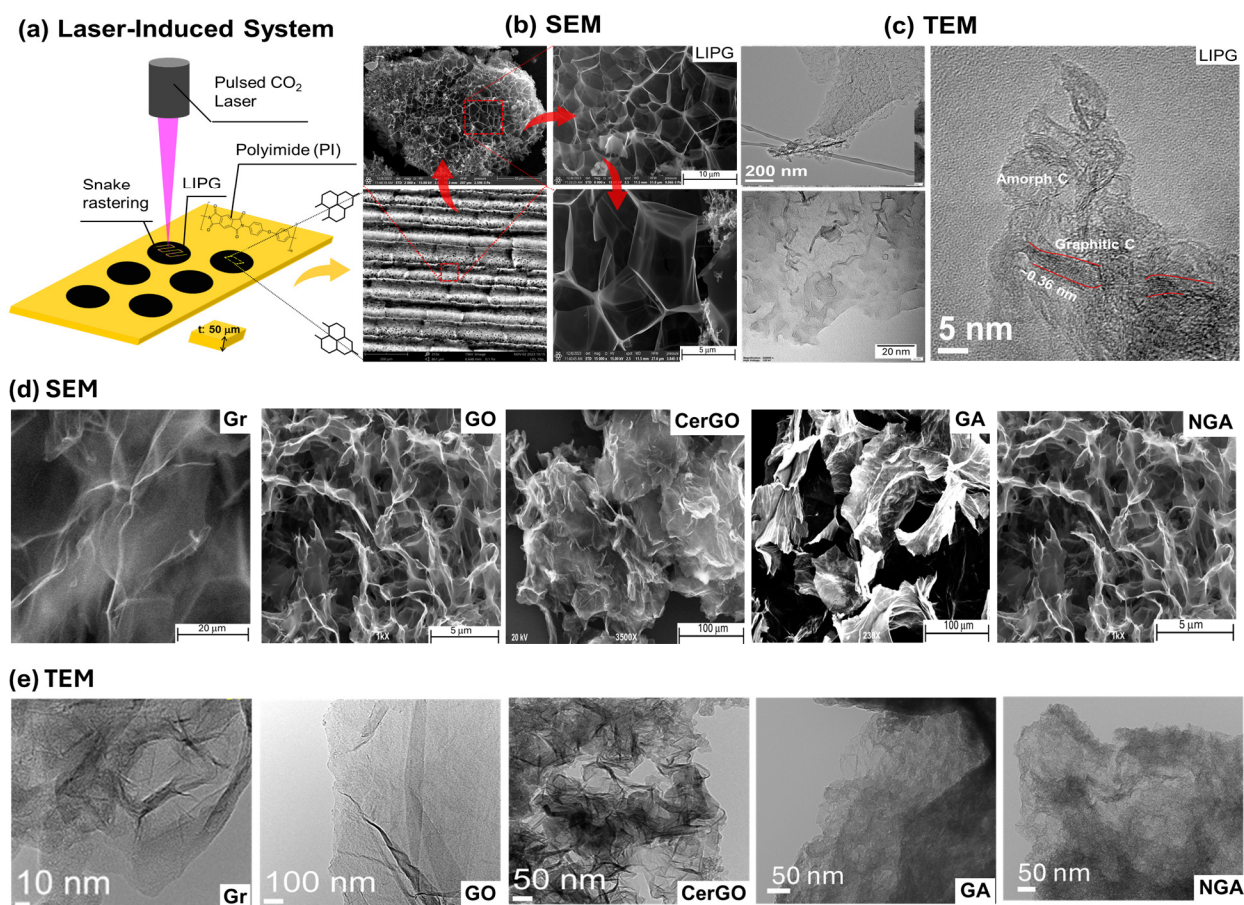 (a) Laser-Induced System
Pulsed CO₂
Laser
Polyimide (PI)
Snake
rastering
LIPG
t: 50 μm
(b) SEM
LIPG
10 μm
5 μm
(c) TEM
200 nm
20 nm
LIPG
Amorph C
Graphitic C
~0.36 nm
5 nm
(d) SEM
Gr
20 μm
GO
1kX
5 μm
CerGO
20 kV
3500X
100 μm
GA
230X
100 μm
NGA
1kX
5 μm
(e) TEM
10 nm
Gr
100 nm
GO
50 nm
CerGO
50 nm
GA
50 nm
NGA